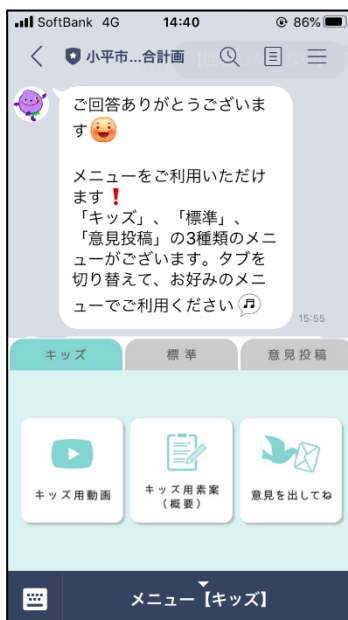 SoftBank 4G 14:40 86%
小平市...合計画
ご回答ありがとうございま
す
メニューをご利用いただけ
ます❗
「キッズ」、「標準」、
「意見投稿」の3種類のメニ
ューがございます。タブを
切り替えて、お好みのメニ
ューでご利用ください
15:55
キッズ 標準 意見投稿
キッズ用動画
キッズ用素案
(概要)
意見を出してね
メニュー【キッズ】